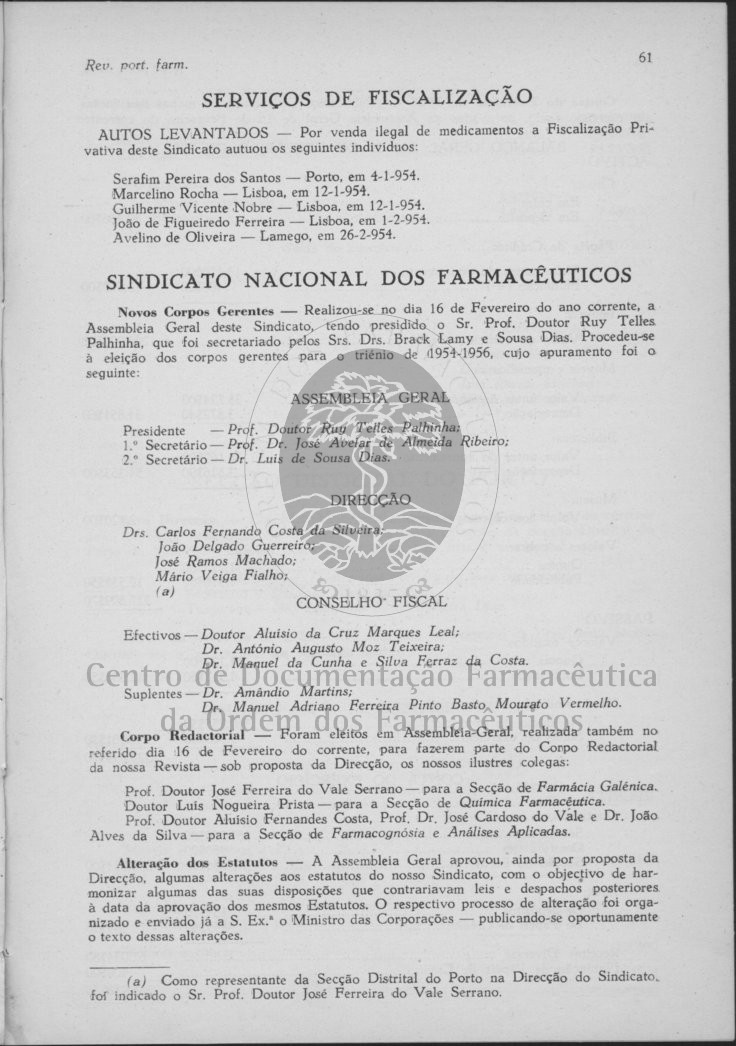 Rev. port. farm.
61
SERVIÇOS DE FISCALIZAÇÃO
AUTOS LEVANTADOS — Por venda ilegal de medicamentos a Fiscalização Pri-
vativa deste Sindicato autuou os seguintes indivíduos:
Serafim Pereira dos Santos — Porto, em 4-1-954.
Marcelino Rocha — Lisboa, em 12-1-954.
Guilherme Vicente Nobre — Lisboa, em 12-1-954.
João de Figueiredo Ferreira — Lisboa, em 1-2-954.
Avelino de Oliveira — Lamego, em 26-2-954.
SINDICATO NACIONAL DOS FARMACÊUTICOS
Novos Corpos Gerentes — Realizou-se no dia 16 de Fevereiro do ano corrente, a
Assembleia Geral deste Sindicato, tendo presidido o Sr. Prof. Doutor Ruy Telles
Palhinha, que foi secretariado pelos Srs. Drs. Brack Lamy e Sousa Dias. Procedeu-se
à eleição dos corpos gerentes para o triénio de 1954-1956, cujo apuramento foi o
seguinte:
ASSEMBLEIA GERAL
Presidente — Prof. Doutor Ruy Telles Palhinha;
1.º Secretário — Prof. Dr. José Avelar de Almeida Ribeiro;
2.º Secretário — Dr. Luis de Sousa Dias.
DIRECÇÃO
Drs. Carlos Fernando Costa da Silveira;
João Delgado Guerreiro;
José Ramos Machado;
Mário Veiga Fialho;
(a)
1937
CONSELHO FISCAL
Efectivos — Doutor Aluisio da Cruz Marques Leal;
Dr. António Augusto Moz Teixeira;
Dr. Manuel da Cunha e Silva Ferraz da Costa.
Centro de Documentação Farmacêutica
Suplentes — Dr. Amândio Martins;
Dr. Manuel Adriano Ferreira Pinto Basto Mourato Vermelho.
da Ordem dos Farmacêuticos
Corpo Redactorial — Foram eleitos em Assembleia-Geral, realizada também no
referido dia 16 de Fevereiro do corrente, para fazerem parte do Corpo Redactorial
da nossa Revista — sob proposta da Direcção, os nossos ilustres colegas:
Prof. Doutor José Ferreira do Vale Serrano — para a Secção de Farmácia Galénica.
Doutor Luis Nogueira Prista — para a Secção de Química Farmacêutica.
Prof. Doutor Aluisio Fernandes Costa, Prof. Dr. José Cardoso do Vale e Dr. João
Alves da Silva — para a Secção de Farmacognósia e Análises Aplicadas.
Alteração dos Estatutos — A Assembleia Geral aprovou, ainda por proposta da
Direcção, algumas alterações aos estatutos do nosso Sindicato, com o objectivo de har-
monizar algumas das suas disposições que contrariavam leis e despachos posteriores
à data da aprovação dos mesmos Estatutos. O respectivo processo de alteração foi orga-
nizado e enviado já a S. Ex.ª o Ministro das Corporações — publicando-se oportunamente
o texto dessas alterações.
(a) Como representante da Secção Distrital do Porto na Direcção do Sindicato,
foi indicado o Sr. Prof. Doutor José Ferreira do Vale Serrano.